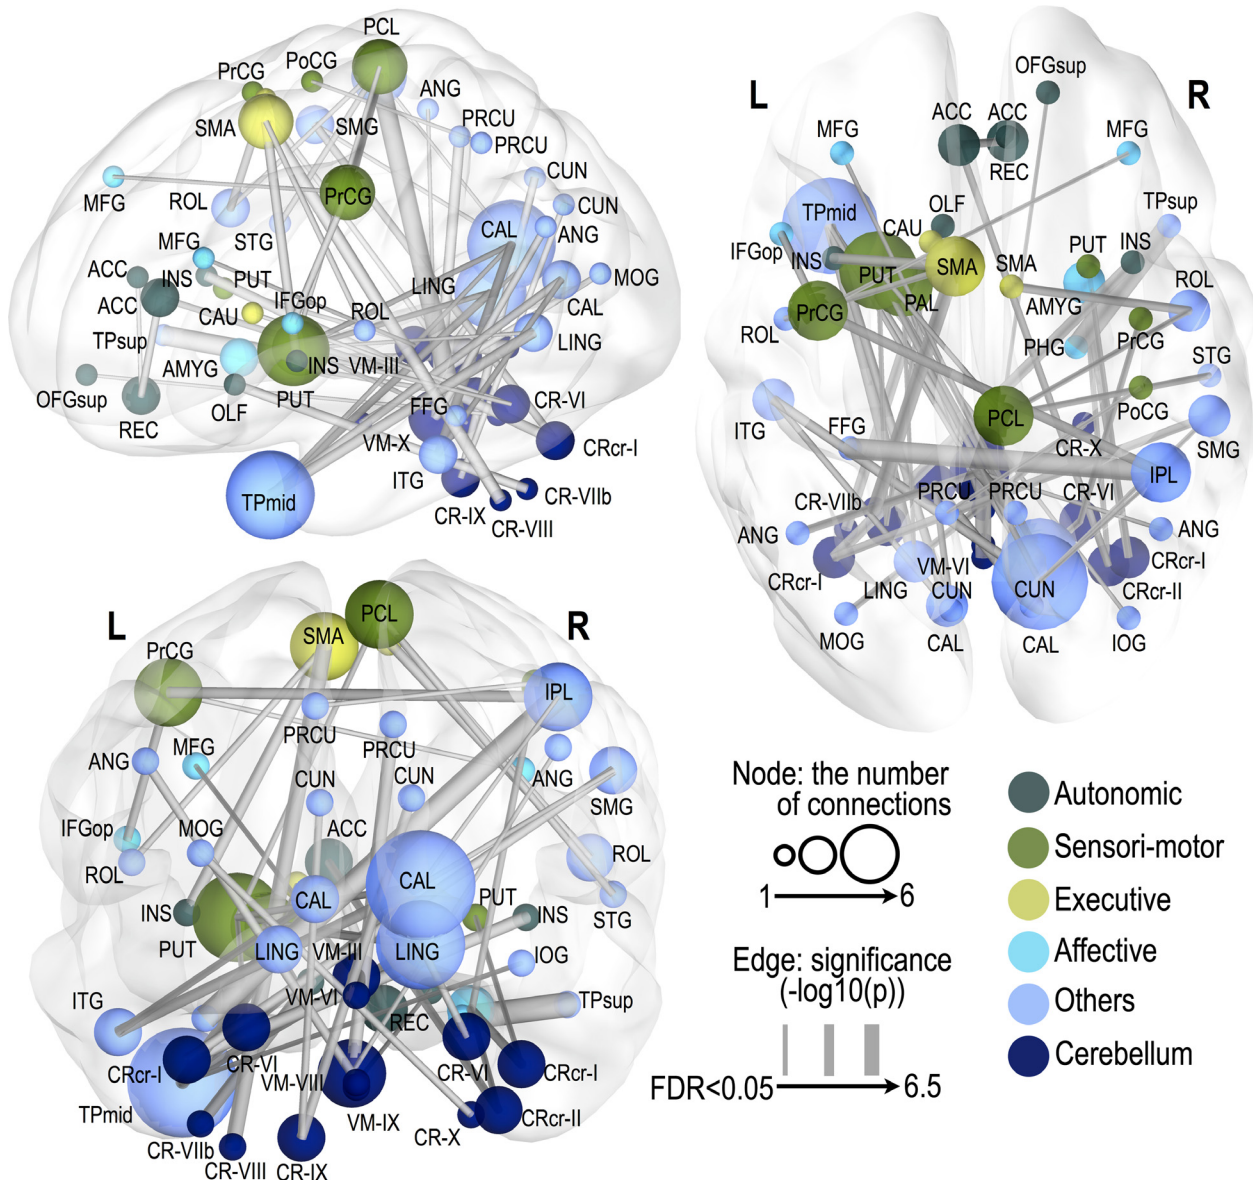 PCL
PoCG
PrCG
ANG
SMA
SMG
PRCU
PRCU
CUN
MFG
ROL
PrCG
CUN
STG
CAL
ANG
MFG
ACC
INS
PUT
LING
MOG
ACC
IFGop
ROL
CAL
CAU
TPsup
LING
AMYG
INS
VM-III
OFGsup
OLF
PUT
FFG
CR-VI
REC
VM-X
CRcr-I
ITG
TPmid
CR-VIIb
CR-IX
CR-VIII
L
R
OFGsup
ACC
ACC
MFG
MFG
REC
TPmid
OLF
TPsup
CAU
IFGop
INS
PUT
INS
PUT
SMA
SMA
ROL
PAL
AMYG
PrCG
ROL
PHG
PrCG
STG
PCL
PoCG
ITG
FFG
CR-X
SMG
IPL
CR-VIIb
PRCU
PRCU
CR-VI
ANG
ANG
CRcr-I
LING
VM-VI
CRcr-I
CUN
CUN
CRcr-II
MOG
CAL
CAL
IOG
L
R
PCL
SMA
PrCG
IPL
PRCU
PRCU
ANG
MFG
CUN
CUN
ANG
SMG
IFGop
MOG
ACC
ROL
ROL
CAL
CAL
INS
PUT
INS
STG
PUT
LING
VM-III
LING
IOG
ITG
VM-VI
REC
TPsup
CRcr-I
CR-VI
VM-VIII
CR-VI
CRcr-I
TPmid
VM-IX
CR-X
CRcr-II
CR-VIIb
CR-VIII
CR-IX
Node: the number
of connections
1
6
Edge: significance
(-log10(p))
FDR<0.05
6.5
Autonomic
Sensori-motor
Executive
Affective
Others
Cerebellum